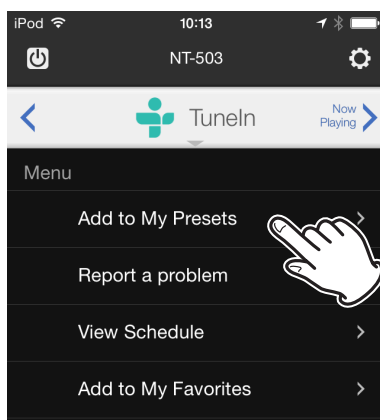 iPod 10:13
NT-503
TuneIn
Now
Playing
Menu
Add to My Presets
Report a problem
View Schedule
Add to My Favorites